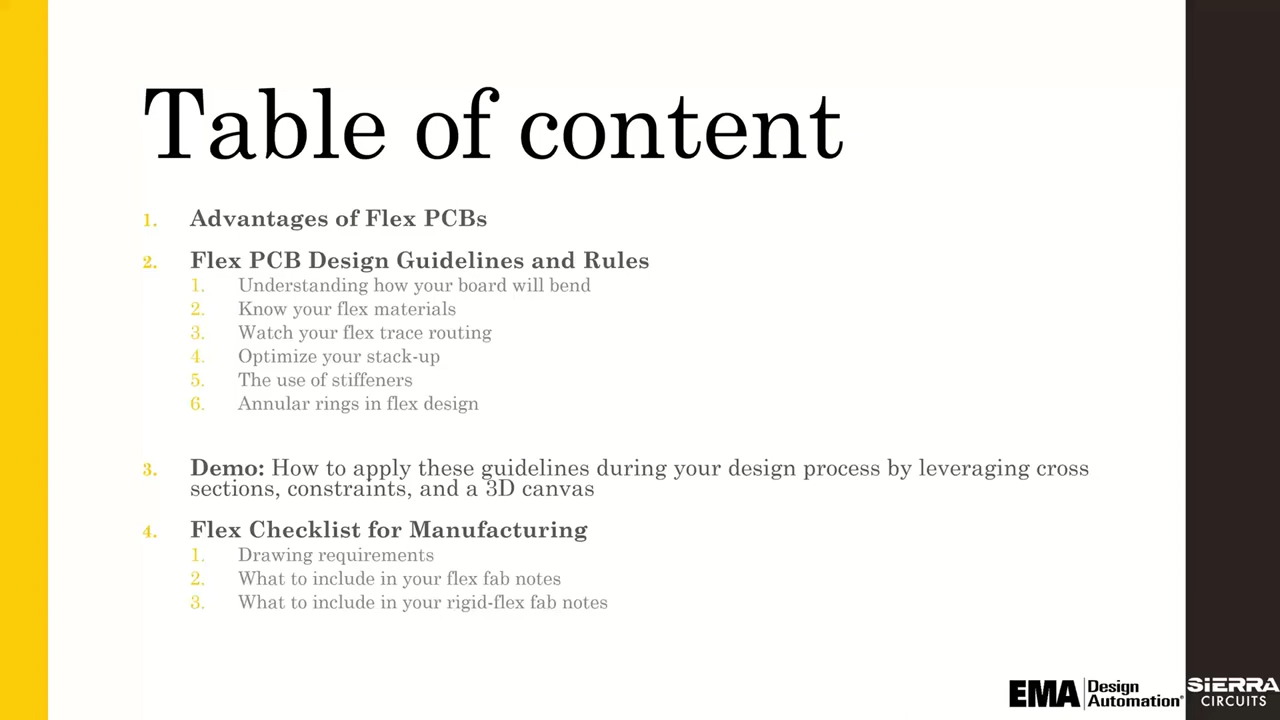 Table of content
1. Advantages of Flex PCBs
2. Flex PCB Design Guidelines and Rules
1. Understanding how your board will bend
2. Know your flex materials
3. Watch your flex trace routing
4. Optimize your stack-up
5. The use of stiffeners
6. Annular rings in flex design
3. Demo: How to apply these guidelines during your design process by leveraging cross
sections, constraints, and a 3D canvas
4. Flex Checklist for Manufacturing
1. Drawing requirements
2. What to include in your flex fab notes
3. What to include in your rigid-flex fab notes
EMA Design
Automation®
SiERRA
CIRCUITS